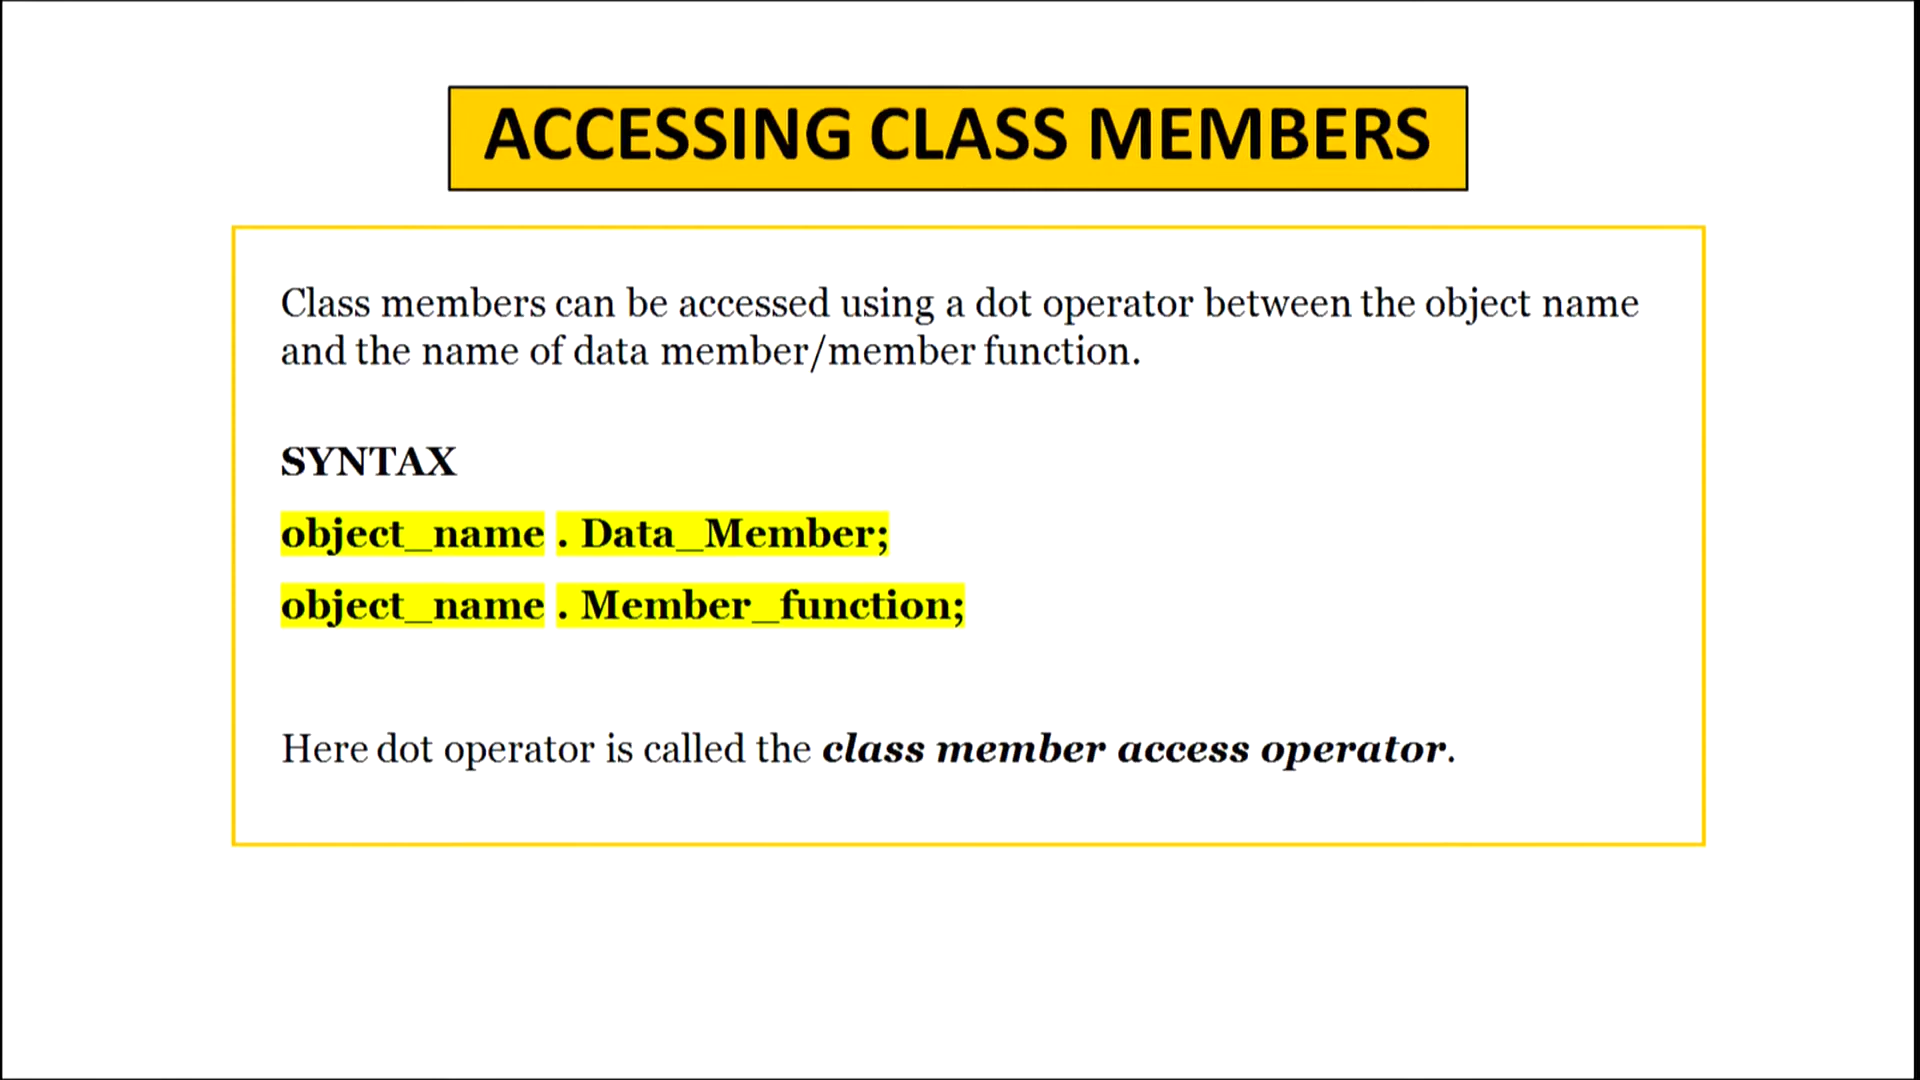 ACCESSING CLASS MEMBERS
Class members can be accessed using a dot operator between the object name
and the name of data member/member function.
SYNTAX
object_name . Data_Member;
object_name . Member_function;
Here dot operator is called the class member access operator.